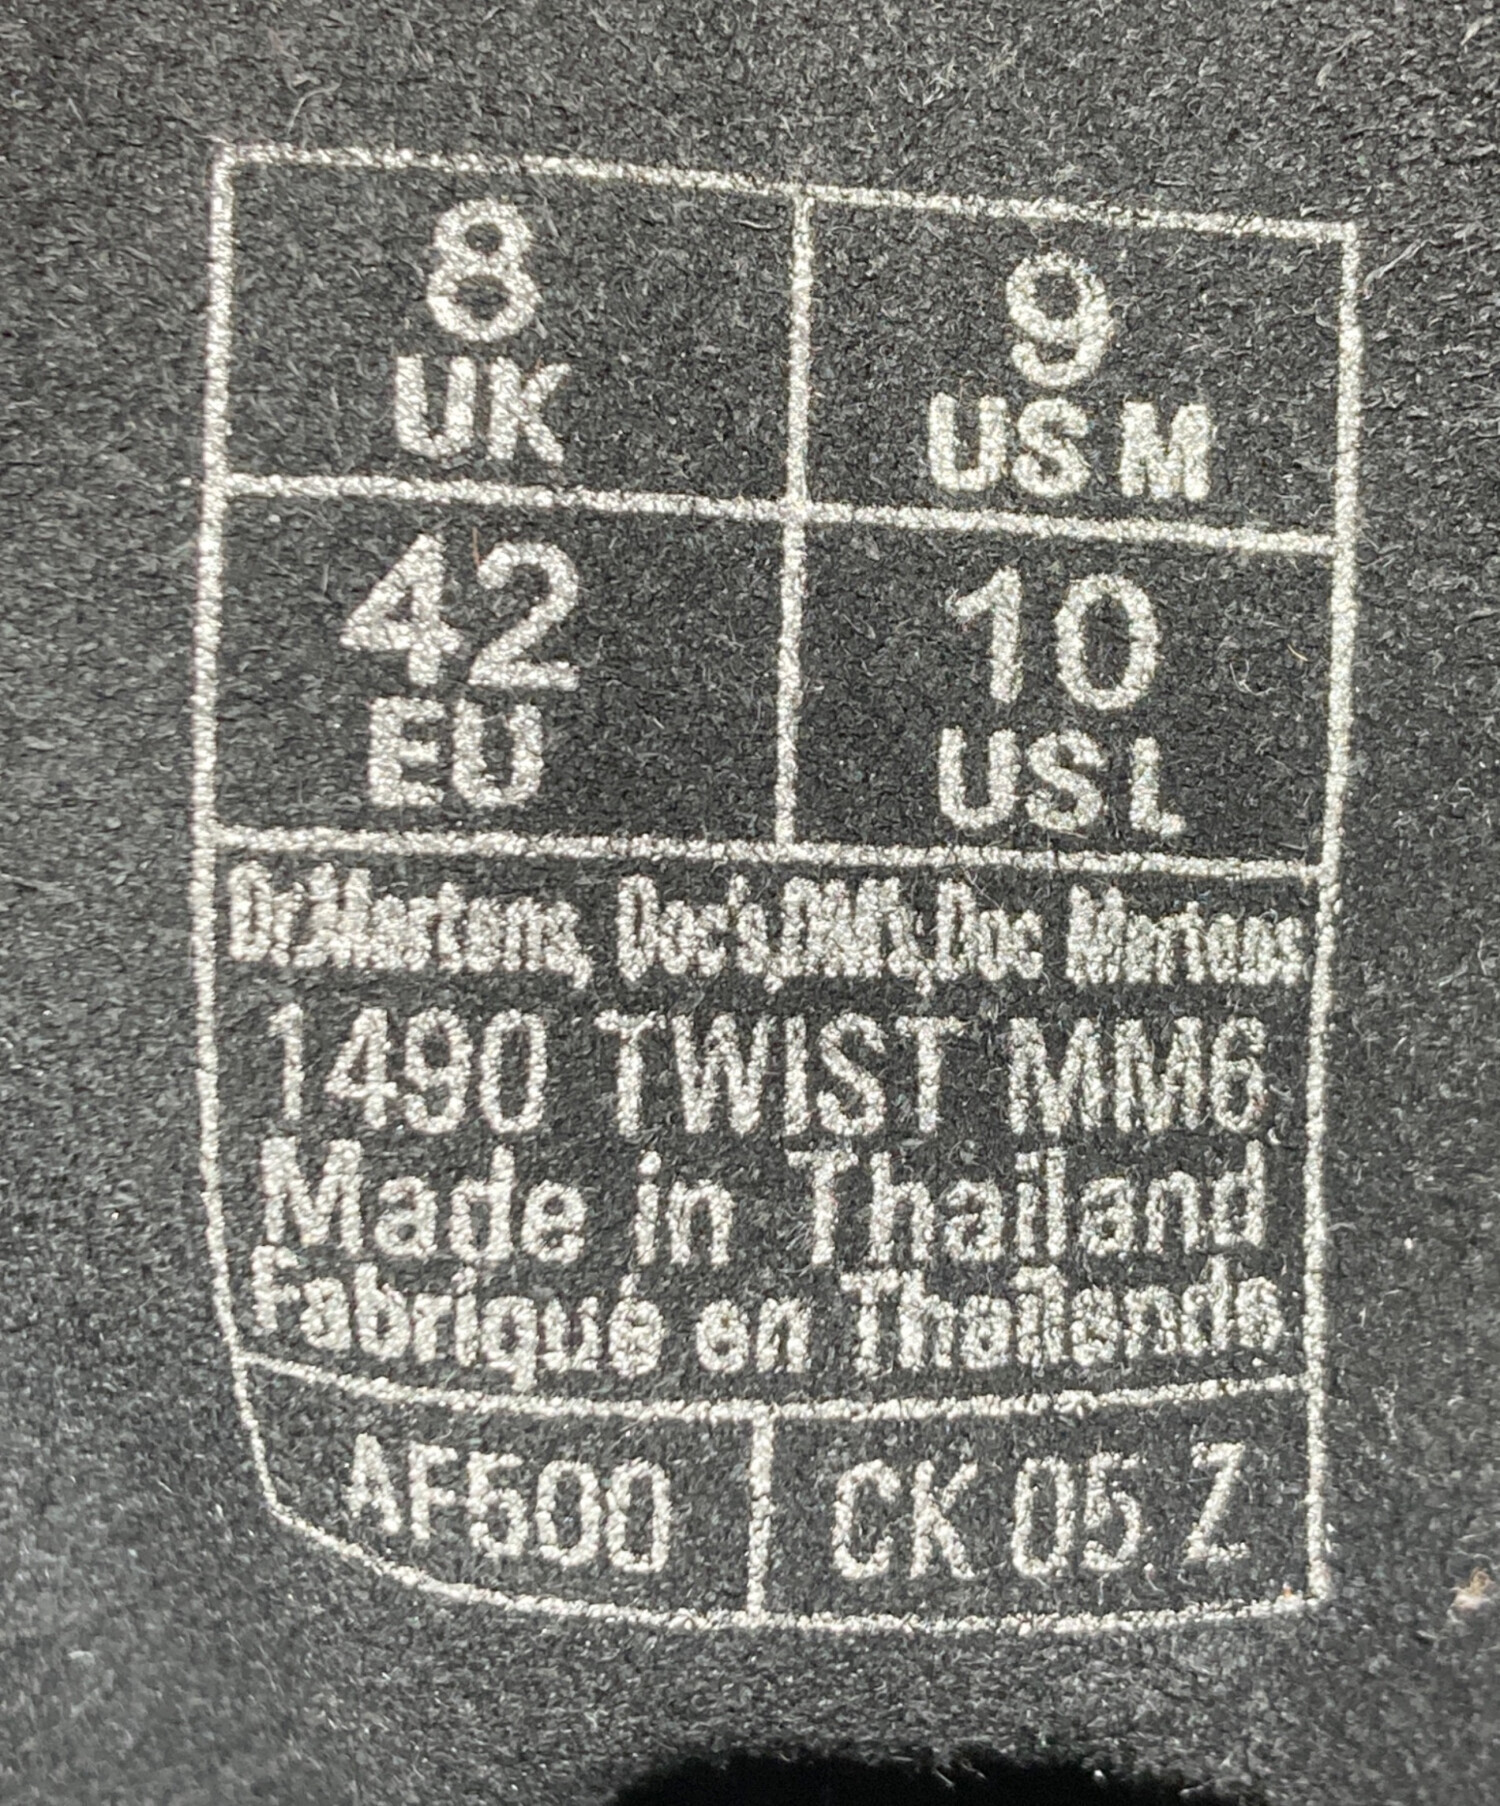 8
UK
9
US M
42
EU
10
US L
Dr.Martens, Doc's,DM's,Doc Martens
1490 TWIST MM6
Made in Thailand
Fabriqué en Thaïlande
AF500
CK 05 Z